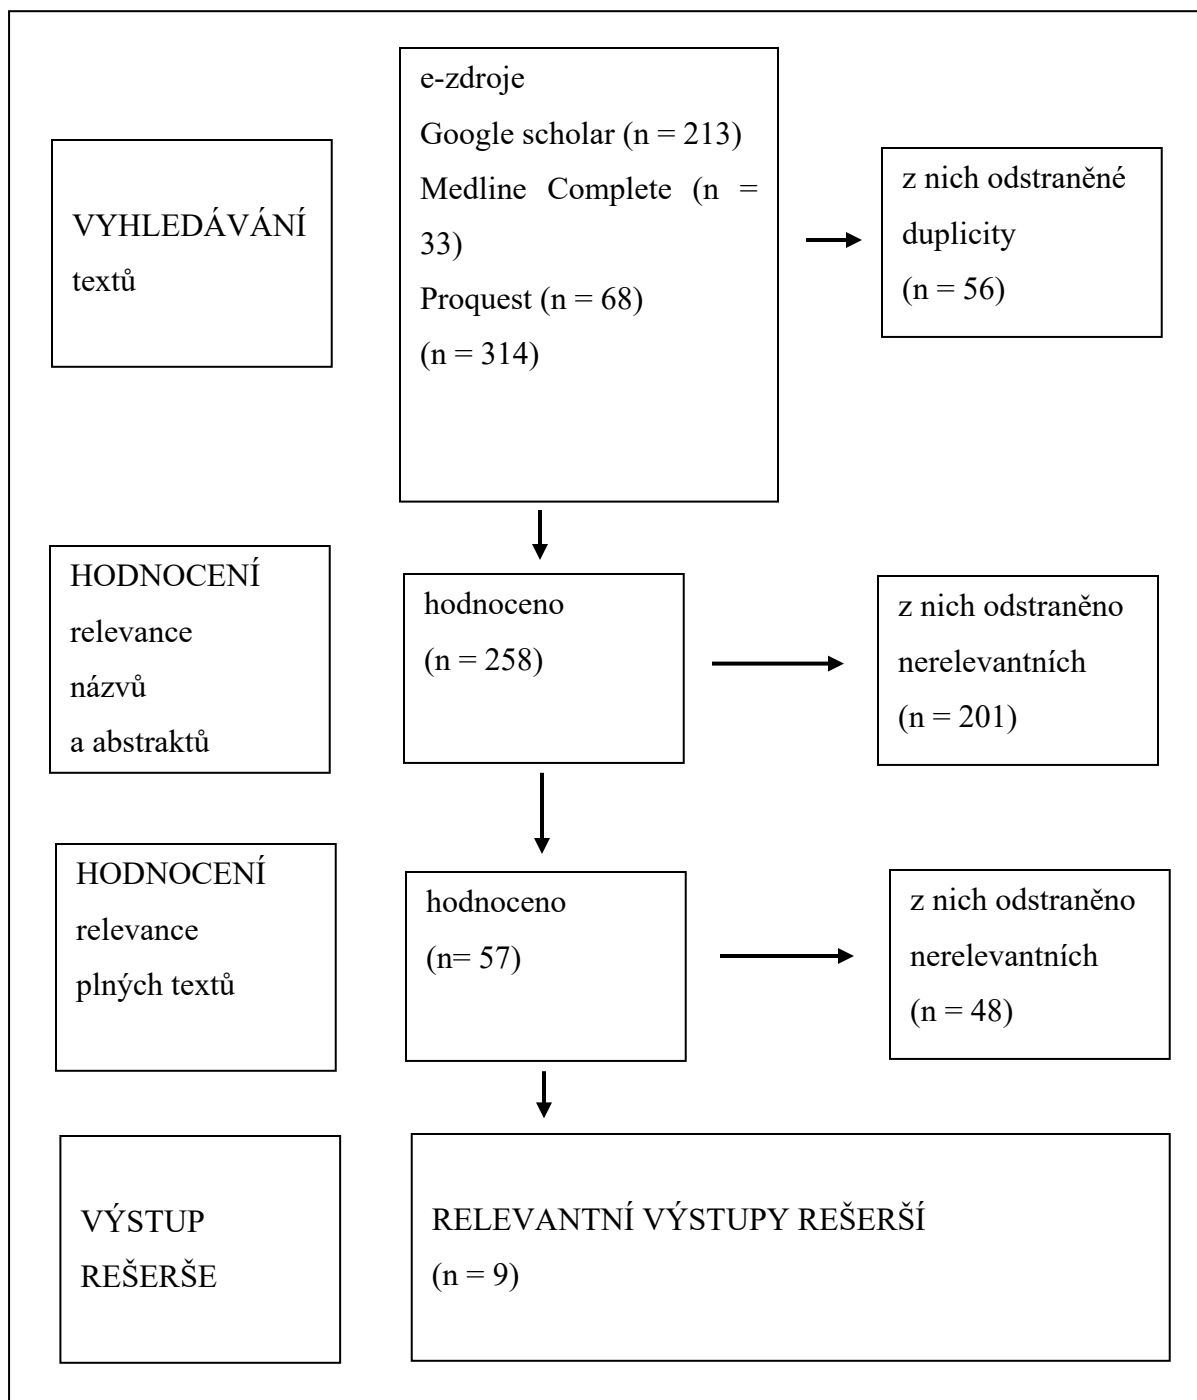 VYHLEDÁVÁNÍ
textů
e-zdroje
Google scholar (n = 213)
Medline Complete (n =
33)
Proquest (n = 68)
(n = 314)
z nich odstraněné
duplicity
(n = 56)
HODNOCENÍ
relevance
názvů
a abstraktů
hodnoceno
(n = 258)
z nich odstraněno
nerelevantních
(n = 201)
HODNOCENÍ
relevance
plných textů
hodnoceno
(n= 57)
z nich odstraněno
nerelevantních
(n = 48)
VÝSTUP
REŠERŠE
RELEVANTNÍ VÝSTUPY REŠERŠÍ
(n = 9)